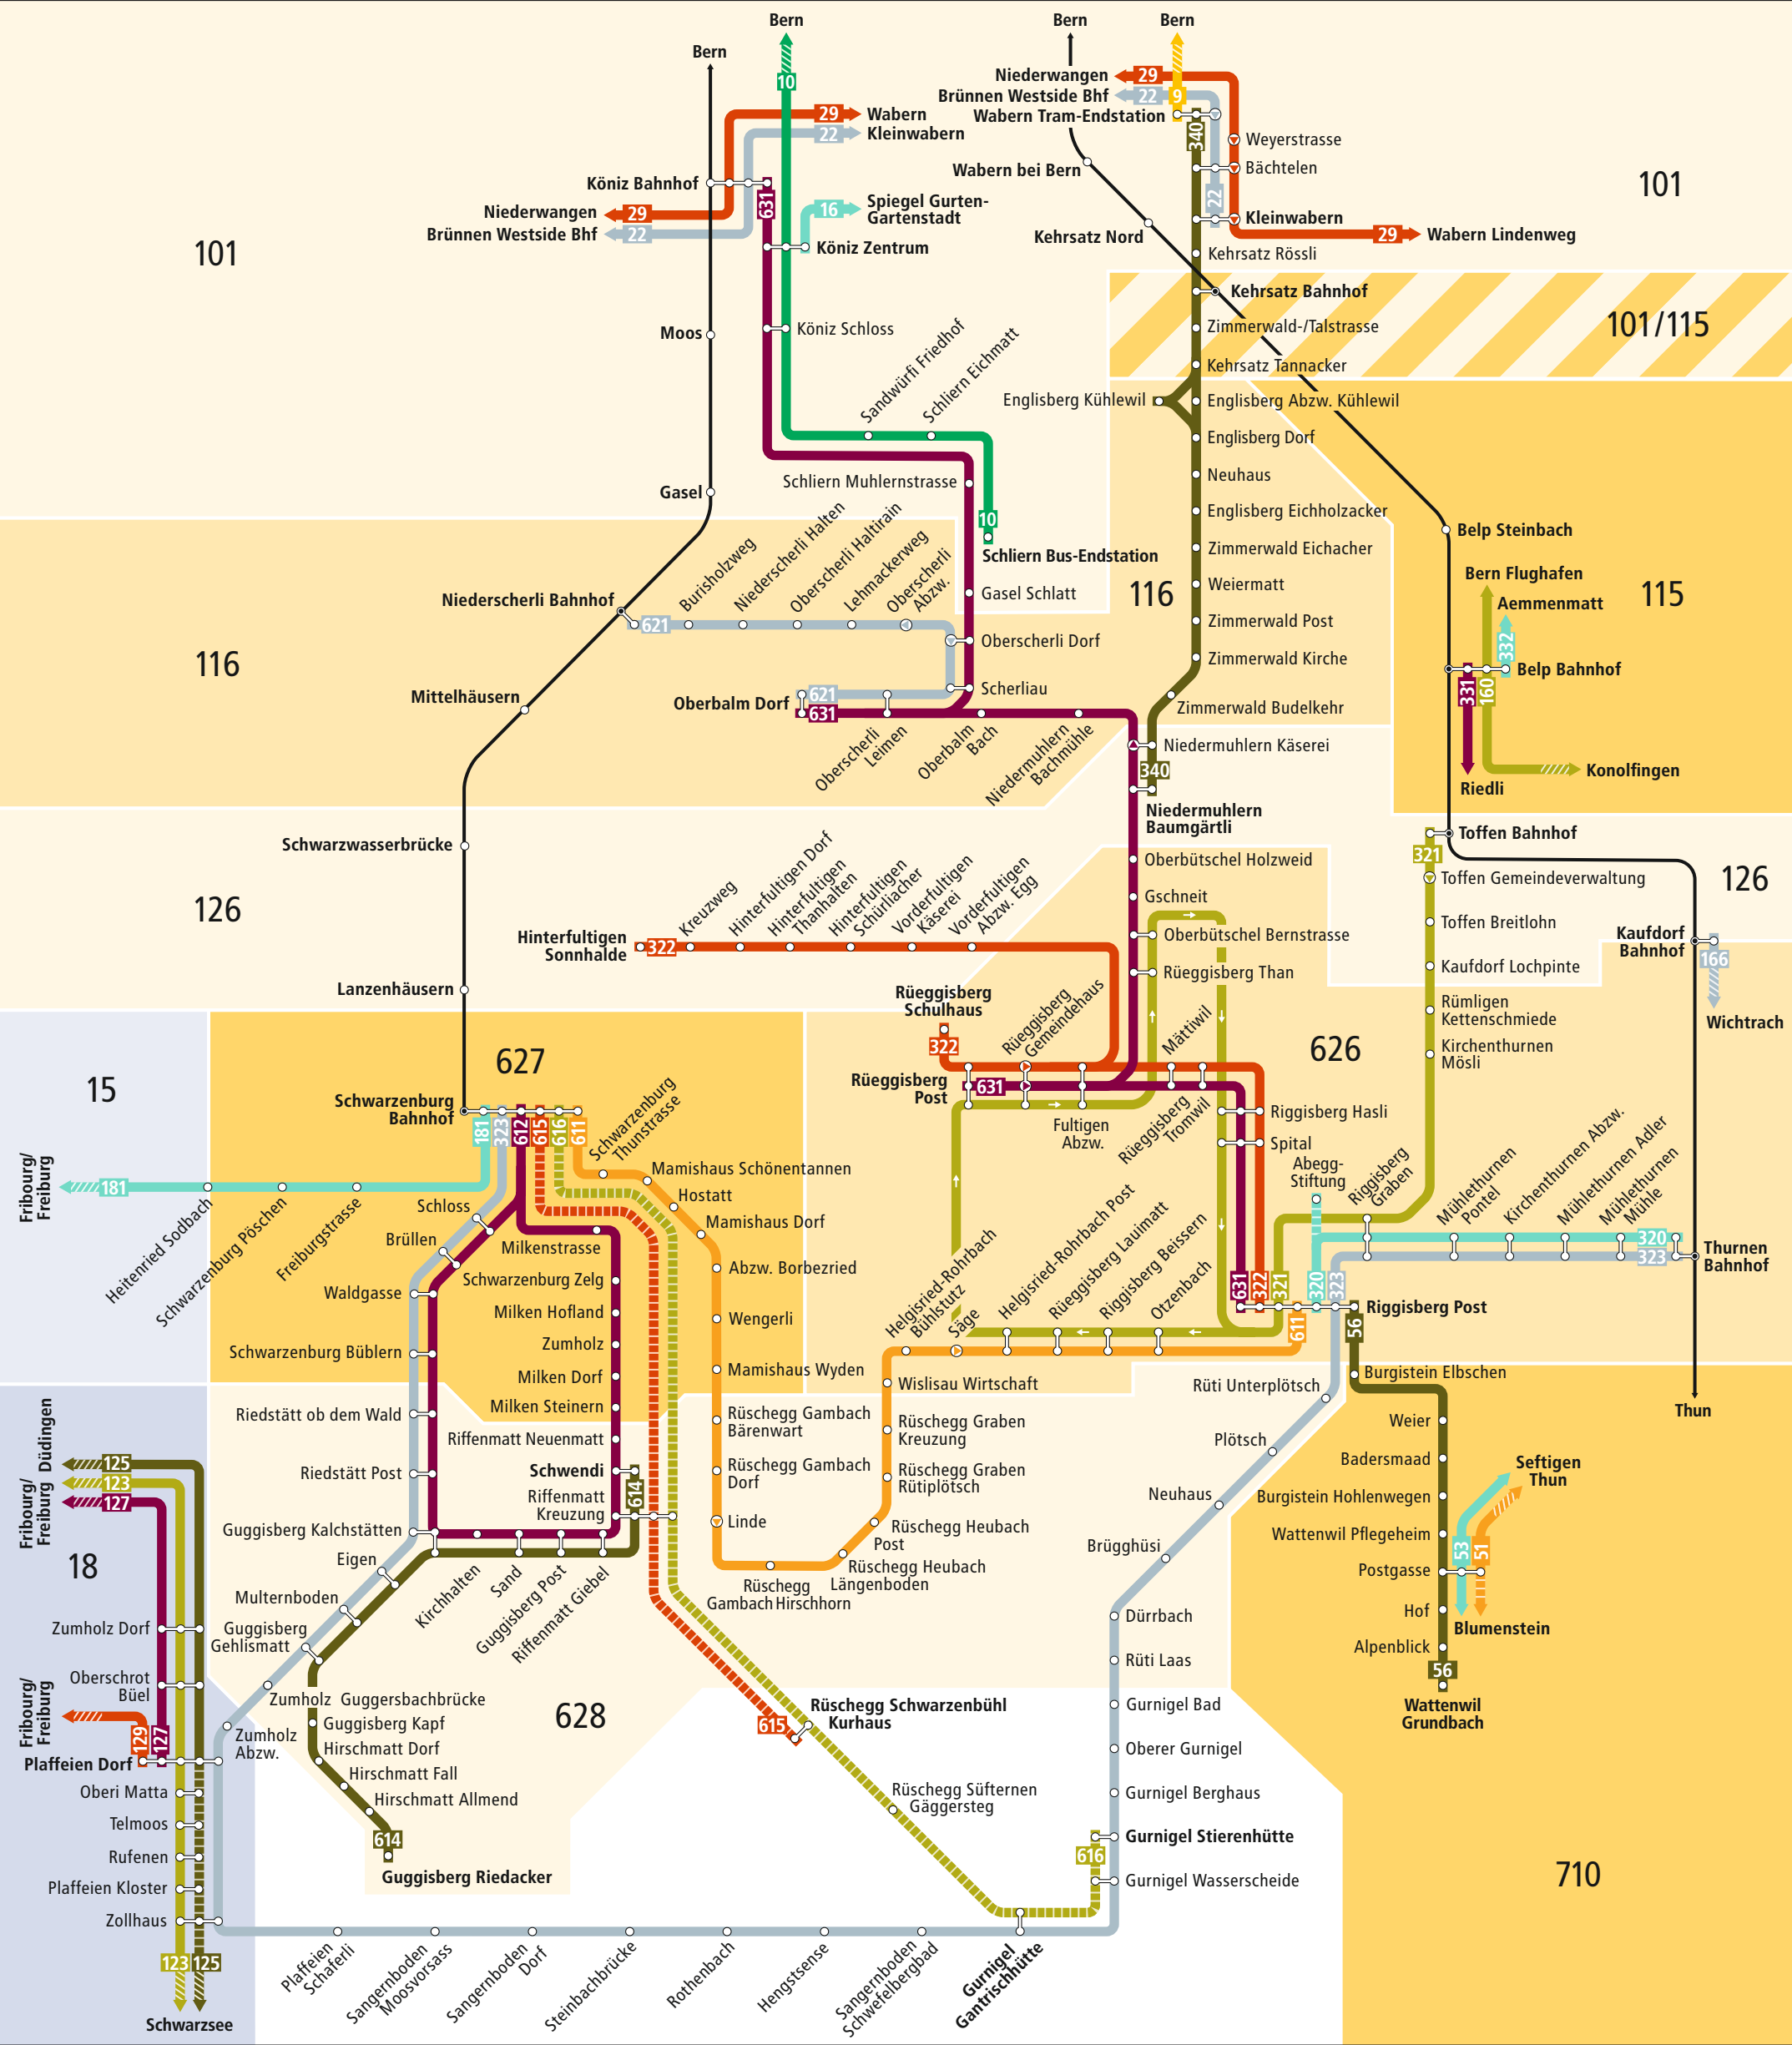 Bern
Bern
Bern
Bern
10
29
Wabern
22
Kleinwabern
Köniz Bahnhof
631
Niederwangen
29
Brünnen Westside Bhf
22
16
Spiegel Gurten-
Gartenstadt
Köniz Zentrum
101
Niederwangen
29
Brünnen Westside Bhf
22
9
Wabern Tram-Endstation
340
Weyerstrasse
Wabern bei Bern
Bächtelen
101
22
Kleinwabern
Kehrsatz Nord
29
Wabern Lindenweg
Kehrsatz Rössli
Kehrsatz Bahnhof
Zimmerwald-/Talstrasse
101/115
Kehrsatz Tannacker
Moos
Köniz Schloss
Sandwürfi Friedhof
Schliern Eichmatt
Englisberg Kühlewil
Englisberg Abzw. Kühlewil
Englisberg Dorf
Neuhaus
Englisberg Eichholzacker
Zimmerwald Eichacher
Weiermatt
Zimmerwald Post
Zimmerwald Kirche
Zimmerwald Budelkehr
116
Schliern Muhlernstrasse
Gasel
10
Schliern Bus-Endstation
Belp Steinbach
Bern Flughafen
Aemmenmatt
115
332
Belp Bahnhof
331
160
Riedli
Konolfingen
Niederscherli Bahnhof
621
Burisholzweg
Niederscherli Halten
Oberscherli Haltirain
Lehmackerweg
Oberscherli
Abzw.
Gasel Schlatt
Oberscherli Dorf
Scherliau
116
Mittelhäusern
Oberbalm Dorf
621
631
Oberscherli
Leimen
Oberbalm
Bach
Niedermuhlern
Bachmühle
Niedermuhlern Käserei
340
Niedermuhlern
Baumgärtli
Schwarzwasserbrücke
126
Toffen Bahnhof
321
Toffen Gemeindeverwaltung
Toffen Breitlohn
Kaufdorf Lochpinte
Rümligen
Kettenschmiede
Kirchenthurnen
Mösli
126
Kaufdorf
Bahnhof
166
Wichtrach
Oberbütschel Holzweid
Gschneit
Oberbütschel Bernstrasse
Rüeggisberg Than
Hinterfultigen
Sonnhalde
322
Kreuzweg
Hinterfultigen Dorf
Hinterfultigen
Thanhalten
Hinterfultigen
Schürliacher
Vorderfultigen
Käserei
Vorderfultigen
Abzw. Egg
Lanzenhäusern
Rüeggisberg
Schulhaus
322
Rüeggisberg
Gemeindehaus
Mättiwil
626
Rüeggisberg
Post
631
Fultigen
Abzw.
Rüeggisberg
Tromwil
Riggisberg Hasli
Spital
Abegg-
Stiftung
Riggisberg
Graben
Mühlethurnen
Pontel
Kirchenthurnen Abzw.
Mühlethurnen Adler
Mühlethurnen
Mühle
320
323
Thurnen
Bahnhof
15
627
Schwarzenburg
Bahnhof
181
323
612
615
616
611
Schwarzenburg
Thunstrasse
Mamishaus Schönentannen
Hostatt
Mamishaus Dorf
Abzw. Borbezried
Wengerli
Mamishaus Wyden
Rüschegg Gambach
Bärenwart
Rüschegg Gambach
Dorf
Linde
Rüschegg
Gambach Hirschhorn
Rüschegg Heubach
Längenboden
Rüschegg Heubach
Post
Rüschegg Graben
Rütiplötsch
Rüschegg Graben
Kreuzung
Wislisau Wirtschaft
Helgisried-Rohrbach
Bühlstutz
Säge
Helgisried-Rohrbach Post
Rüeggisberg Lauimatt
Riggisberg Beissern
Otzenbach
631
322
321
611
320
323
Riggisberg Post
56
Fribourg/
Freiburg
181
Heitenried Sodbach
Schwarzenburg Pöschen
Freiburgstrasse
Schloss
Brüllen
Waldgasse
Schwarzenburg Büblern
Riedstätt ob dem Wald
Riedstätt Post
Guggisberg Kalchstätten
Eigen
Multernboden
Guggisberg
Gehlismatt
Milkenstrasse
Schwarzenburg Zelg
Milken Hofland
Zumholz
Milken Dorf
Milken Steinern
Riffenmatt Neuenmatt
Schwendi
614
Riffenmatt
Kreuzung
Kirchhalten
Sand
Guggisberg Post
Riffenmatt Giebel
Burgistein Elbschen
Weier
Badersmaad
Burgistein Hohlenwegen
Wattenwil Pflegeheim
Postgasse
Hof
Alpenblick
56
Wattenwil
Grundbach
Seftigen
Thun
53
51
Blumenstein
Thun
Rüti Unterplötsch
Plötsch
Neuhaus
Brügghüsi
Dürrbach
Rüti Laas
Gurnigel Bad
Oberer Gurnigel
Gurnigel Berghaus
Gurnigel Stierenhütte
616
Gurnigel Wasserscheide
710
Düdingen
Fribourg/
Freiburg
125
123
127
18
Zumholz Dorf
Oberschrot
Büel
Fribourg/
Freiburg
129
127
Plaffeien Dorf
Oberi Matta
Telmoos
Rufenen
Plaffeien Kloster
Zollhaus
123
125
Schwarzsee
Zumholz
Abzw.
Zumholz Guggersbachbrücke
Guggisberg Kapf
Hirschmatt Dorf
Hirschmatt Fall
Hirschmatt Allmend
614
Guggisberg Riedacker
628
615
Rüschegg Schwarzenbühl
Kurhaus
Rüschegg Süfternen
Gäggersteg
Plaffeien
Schaferli
Sangernboden
Moosvorsass
Sangernboden
Dorf
Steinbachbrücke
Rothenbach
Hengstsense
Sangernboden
Schwefelbergbad
Gurnigel
Gantrischhütte